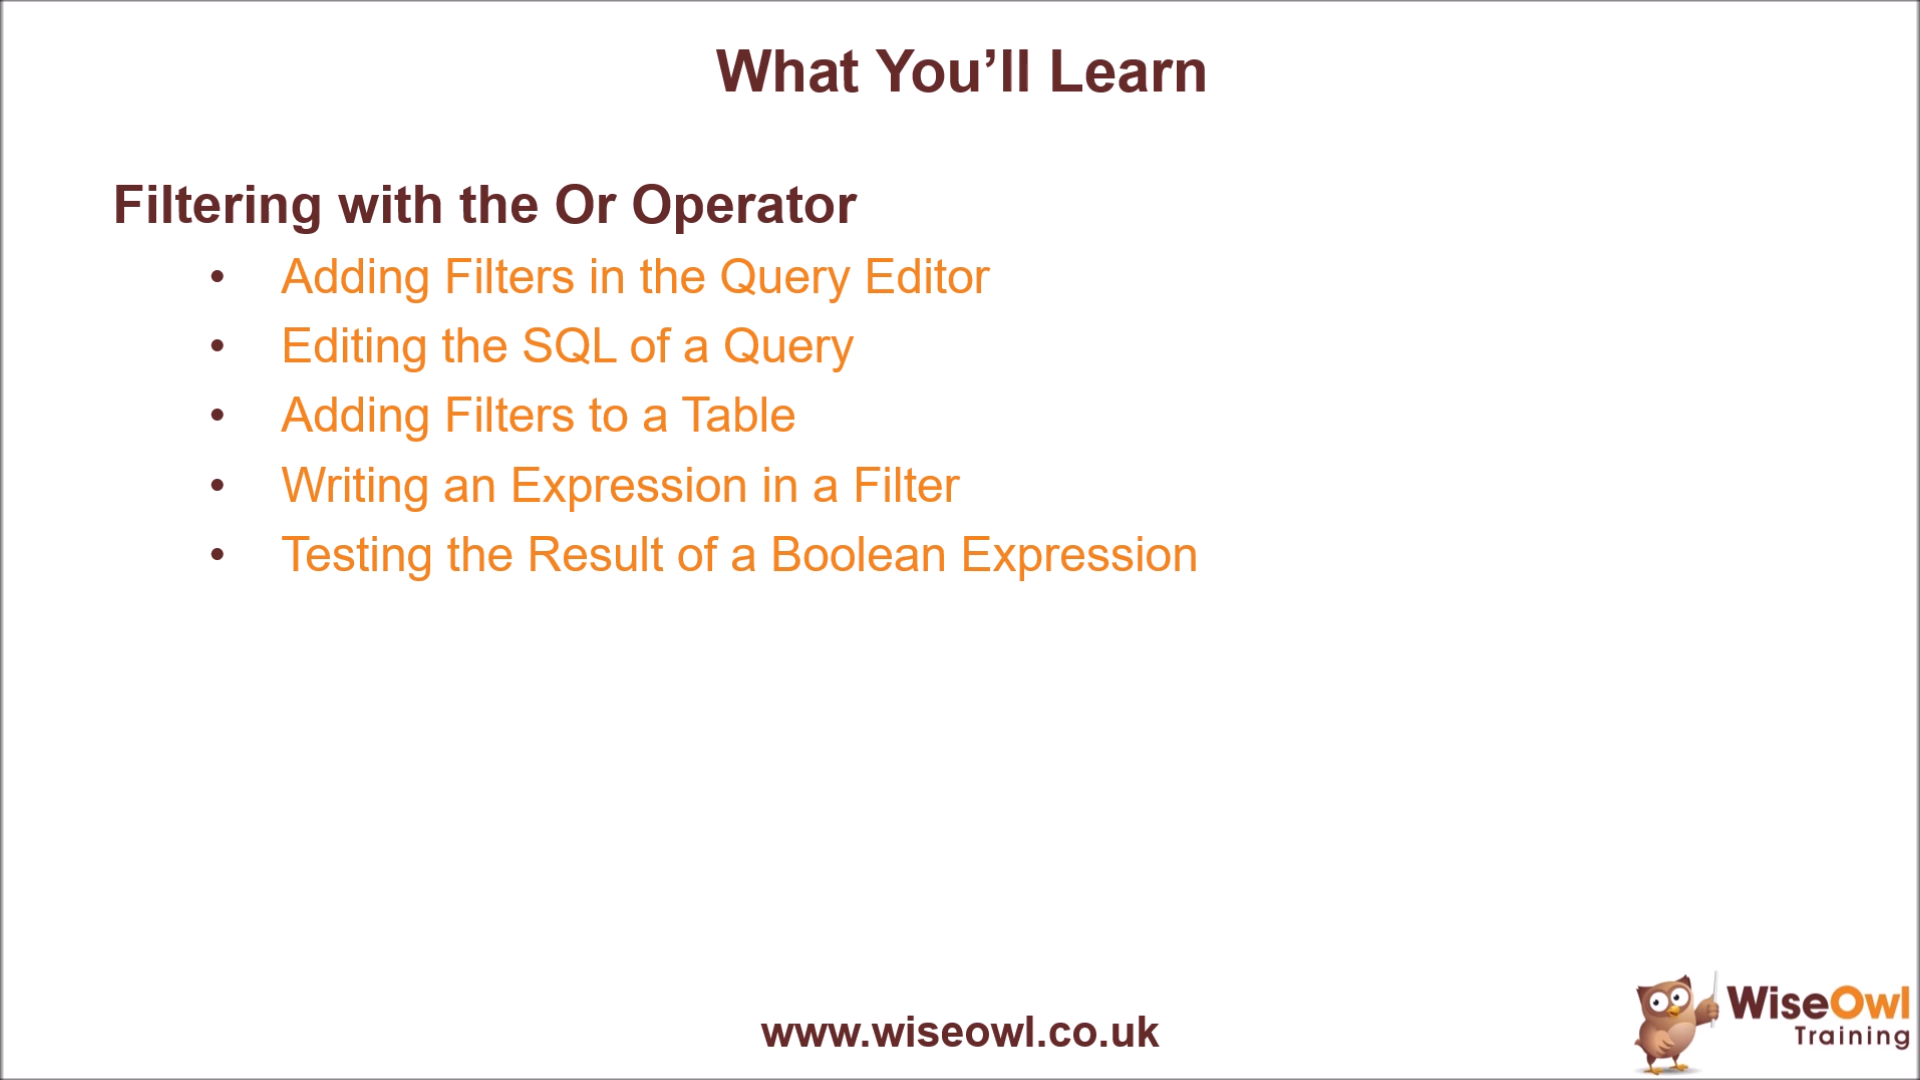 What You’ll Learn
Filtering with the Or Operator
• Adding Filters in the Query Editor
• Editing the SQL of a Query
• Adding Filters to a Table
• Writing an Expression in a Filter
• Testing the Result of a Boolean Expression
www.wiseowl.co.uk
WiseOwl
Training